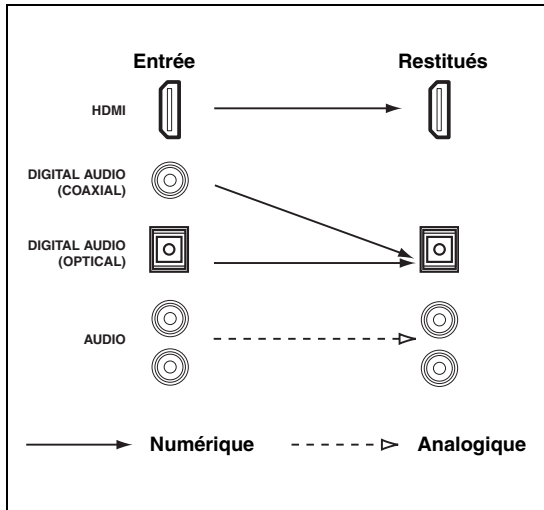 Entrée Restitués
HDMI
DIGITAL AUDIO
(COAXIAL)
DIGITAL AUDIO
(OPTICAL)
AUDIO
Numérique Analogique